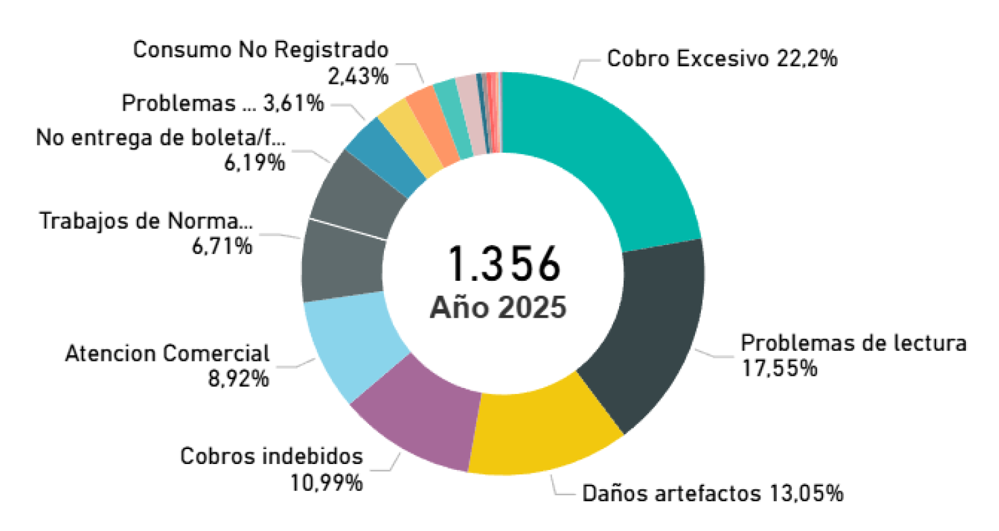 Consumo No Registrado
2,43%
Cobro Excesivo 22,2%
Problemas ... 3,61%
No entrega de boleta/f...
6,19%
Trabajos de Norma...
6,71%
1.356
Año 2025
Atencion Comercial
8,92%
Problemas de lectura
17,55%
Cobros indebidos
10,99%
Daños artefactos 13,05%